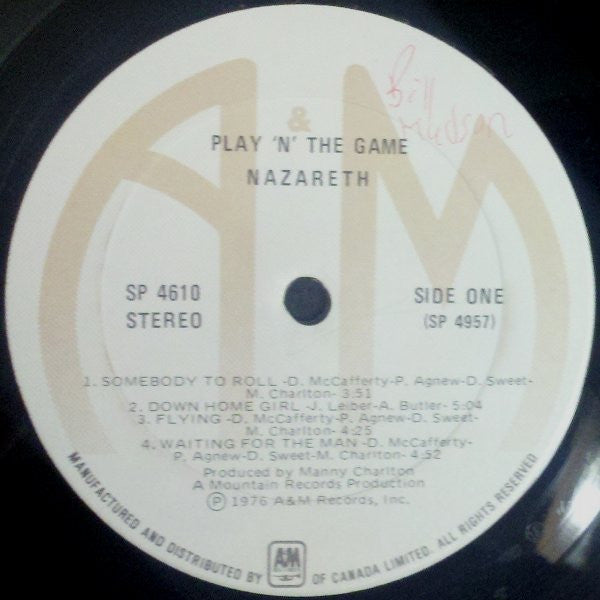 Bill
Hudson
&
PLAY 'N' THE GAME
NAZARETH
SP 4610
STEREO
SIDE ONE
(SP 4957)
1. SOMEBODY TO ROLL -D. McCafferty-P. Agnew-D. Sweet-
M. Charlton- 3:51
2. DOWN HOME GIRL -J. Leiber-A. Butler- 5:04
3. FLYING -D. McCafferty-P. Agnew-D. Sweet-
M. Charlton- 4:25
4. WAITING FOR THE MAN -D. McCafferty-
P. Agnew-D. Sweet-M. Charlton- 4:52
Produced by Manny Charlton
A Mountain Records Production
Ⓟ 1976 A&M Records, Inc.
MANUFACTURED AND DISTRIBUTED BY A&M OF CANADA LIMITED. ALL RIGHTS RESERVED